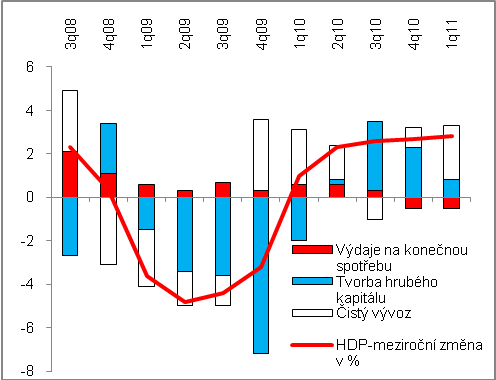 3q08 4q08 1q09 2q09 3q09 4q09 1q10 2q10 3q10 4q10 1q11
6
4
2
0
-2
-4
-6
-8
Výdaje na konečnou
spotřebu
Tvorba hrubého
kapitálu
Čistý vývoz
HDP-meziroční změna
v %